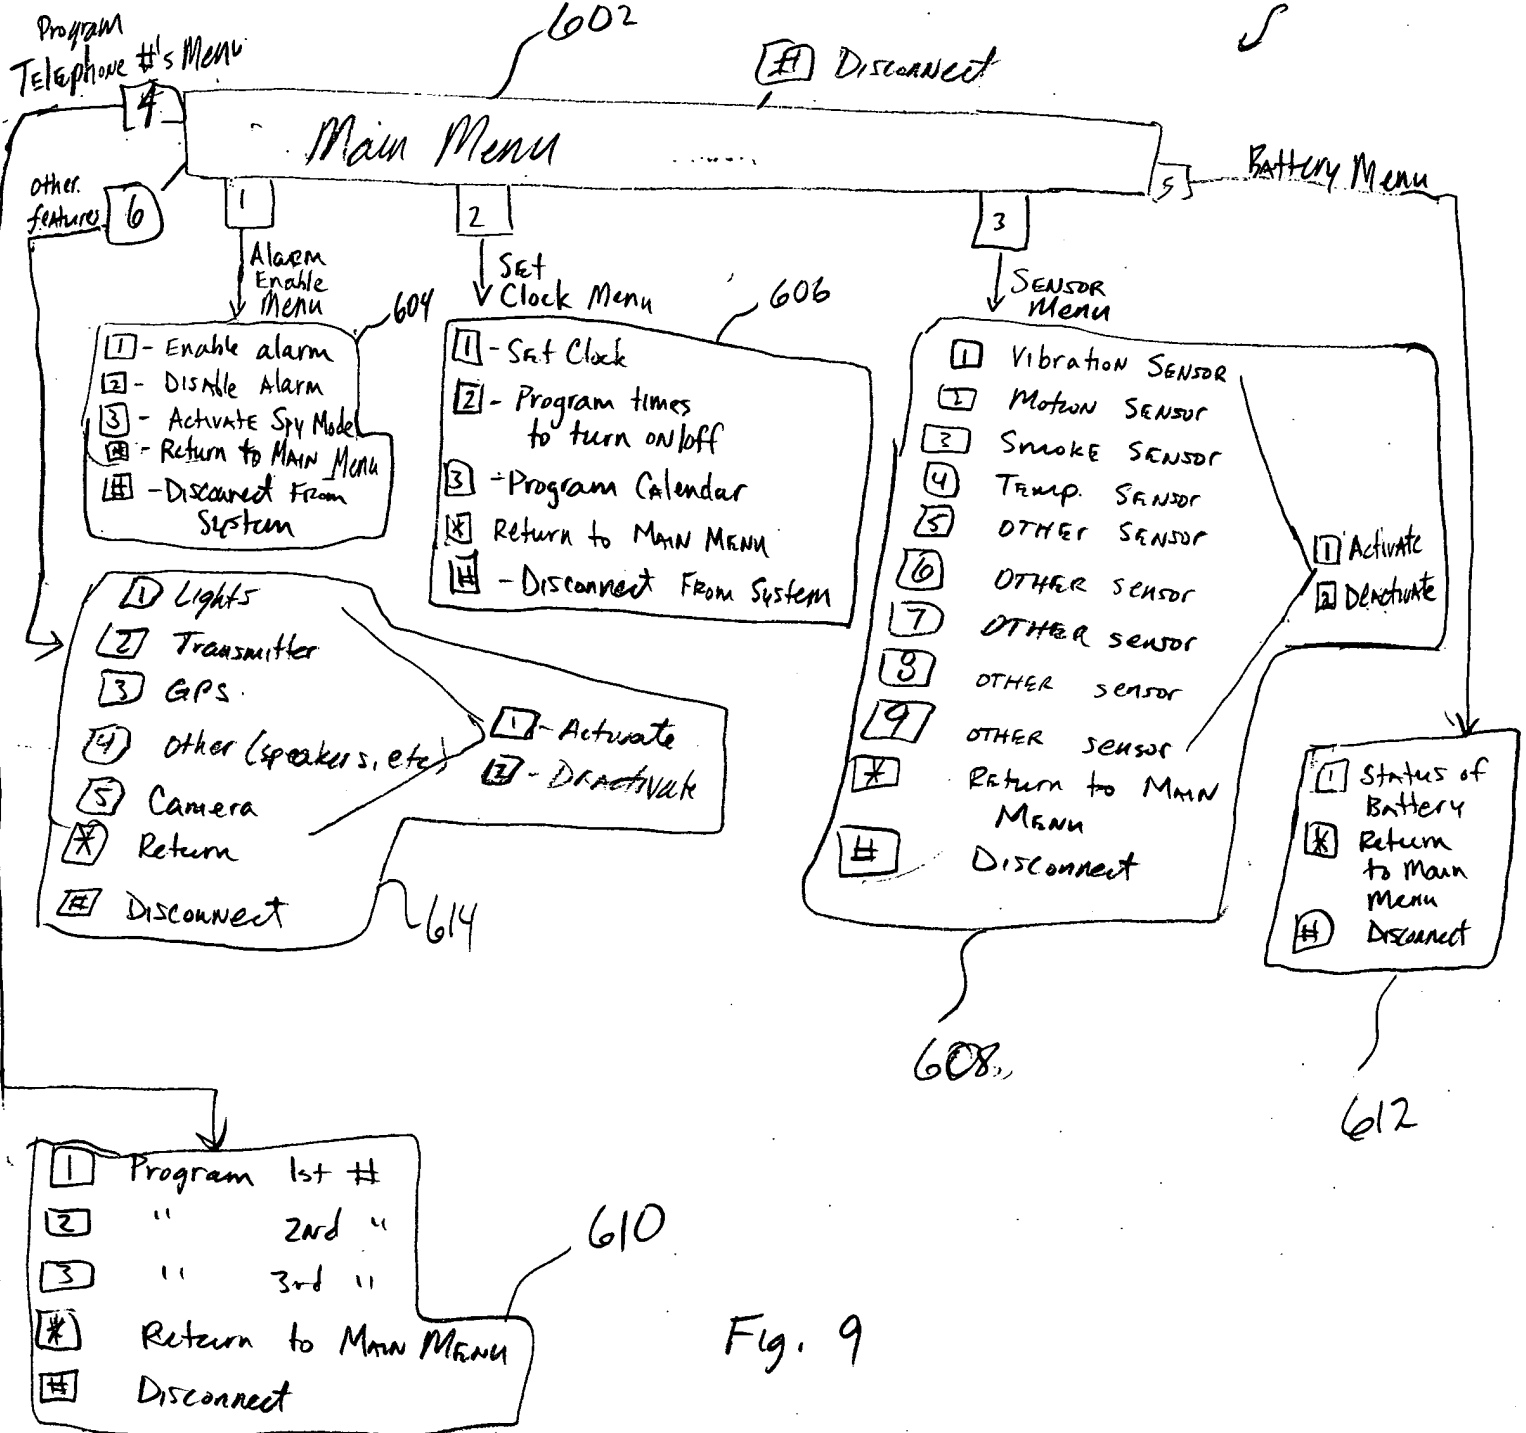 602
Program
Telephone #'s Menu
# Disconnect
4
Main Menu
Battery Menu
5
other
features
6
1
2
3
Alarm
Enable
Menu
Set
Clock Menu
Sensor
Menu
604
1 - Enable alarm
2 - Disable Alarm
3 - Activate Spy Mode
* - Return to Main Menu
# - Disconnect From
System
606
1 - Set Clock
2 - Program times
to turn on/off
3 - Program Calendar
* Return to Main Menu
# - Disconnect From System
1 Vibration Sensor
2 Motion Sensor
3 Smoke Sensor
4 Temp. Sensor
5 Other Sensor
6 Other sensor
7 Other sensor
8 Other sensor
9 Other sensor
* Return to Main
Menu
# Disconnect
1 Activate
2 Deactivate
608
1 Lights
2 Transmitter
3 GPS
4 Other (speakers, etc)
5 Camera
* Return
# Disconnect
1 - Activate
2 - Deactivate
614
1 Status of
Battery
* Return
to Main
Menu
# Disconnect
612
1 Program 1st #
2 " 2nd "
3 " 3rd "
* Return to Main Menu
# Disconnect
610
Fig. 9